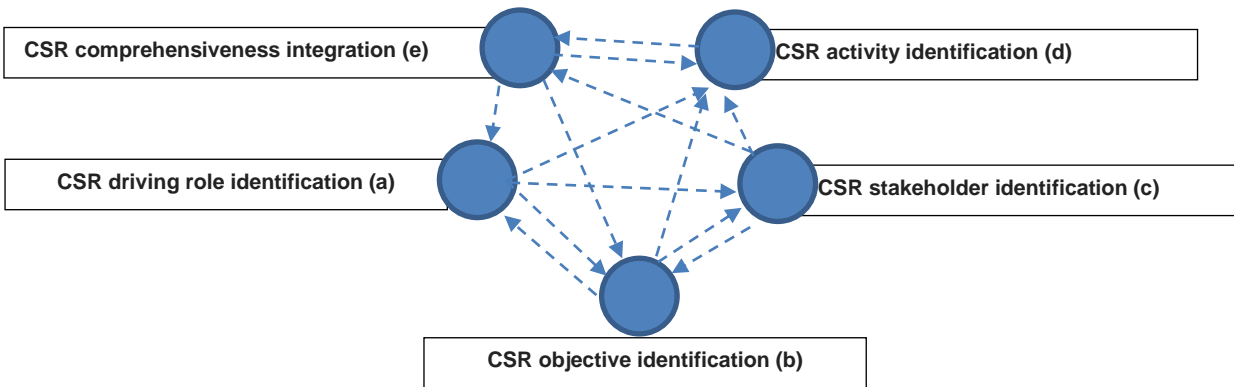 CSR comprehensiveness integration (e)
CSR activity identification (d)
CSR driving role identification (a)
CSR stakeholder identification (c)
CSR objective identification (b)